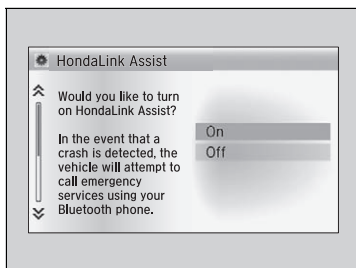 HondaLink Assist
Would you like to turn
on HondaLink Assist?
In the event that a
crash is detected, the
vehicle will attempt to
call emergency
services using your
Bluetooth phone.
On
Off